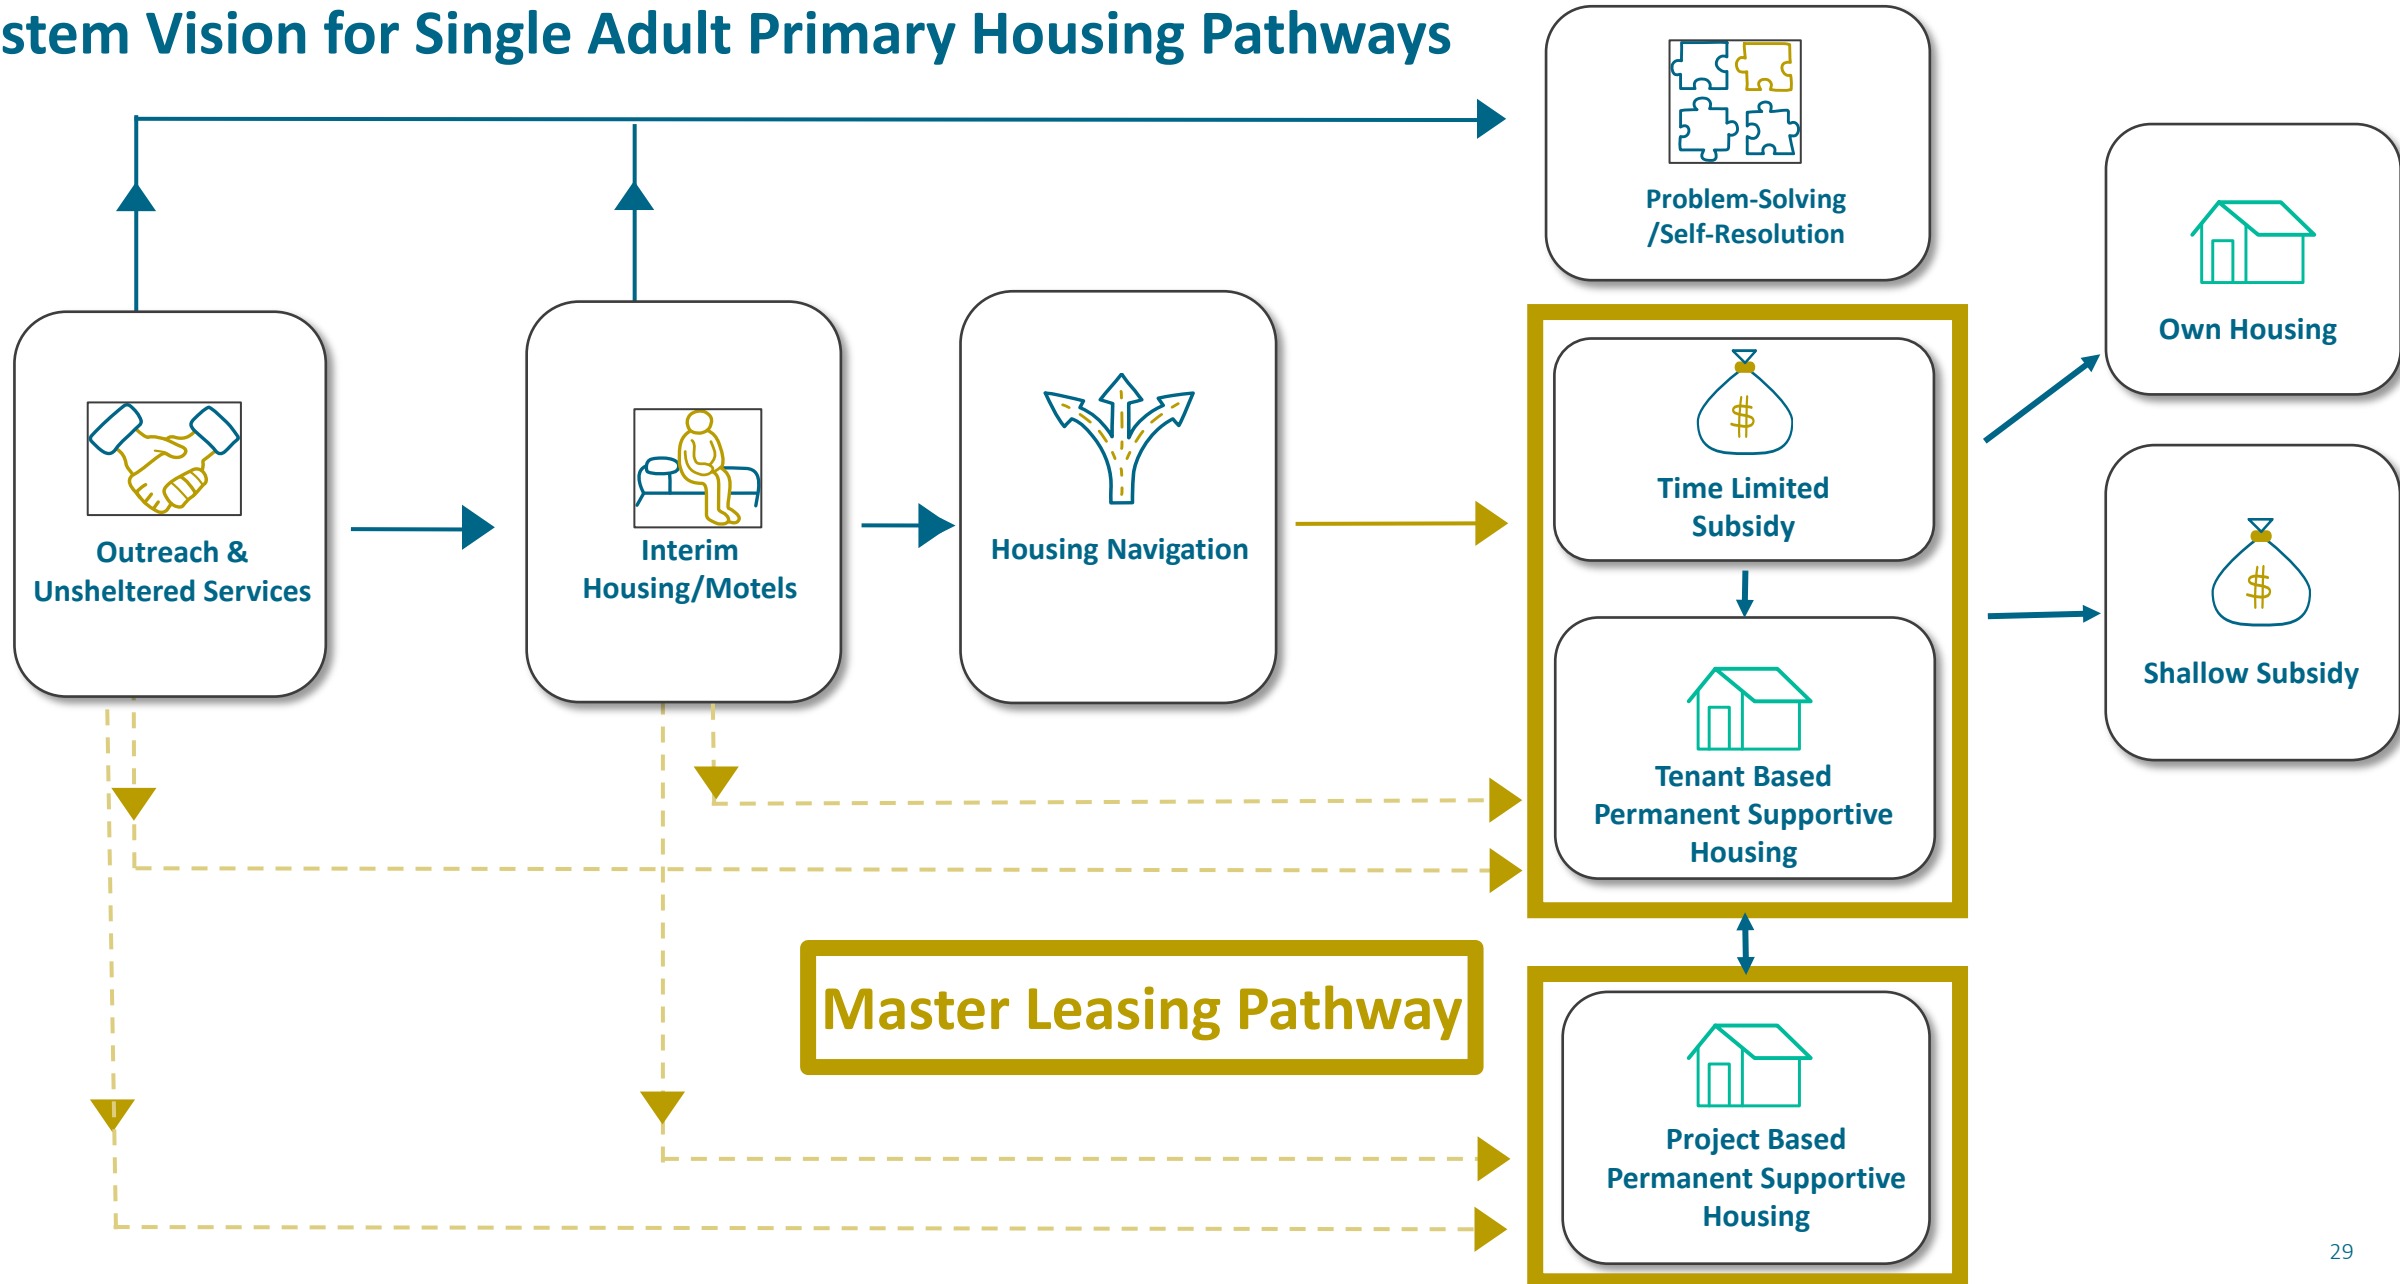 stem Vision for Single Adult Primary Housing Pathways
Problem-Solving
/Self-Resolution
Own Housing
Time Limited
Subsidy
Outreach &
Unsheltered Services
Interim
Housing/Motels
Housing Navigation
Shallow Subsidy
Tenant Based
Permanent Supportive
Housing
Master Leasing Pathway
Project Based
Permanent Supportive
Housing
29